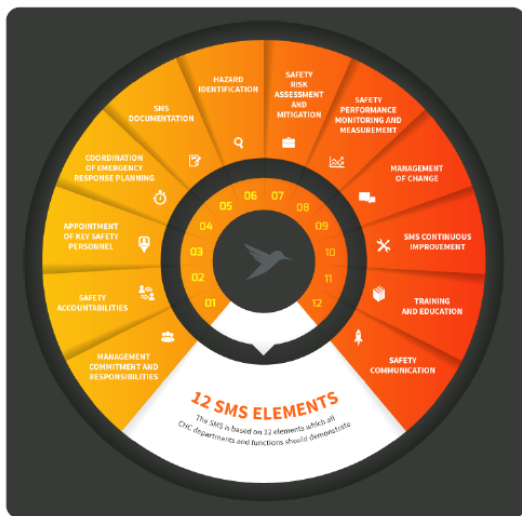 MANAGEMENT
COMMITMENT AND
RESPONSIBILITIES
SAFETY
ACCOUNTABILITIES
APPOINTMENT
OF KEY SAFETY
PERSONNEL
COORDINATION
OF EMERGENCY
RESPONSE PLANNING
SMS
DOCUMENTATION
HAZARD
IDENTIFICATION
SAFETY
RISK
ASSESSMENT
AND
MITIGATION
SAFETY
PERFORMANCE
MONITORING AND
MEASUREMENT
MANAGEMENT
OF CHANGE
SMS CONTINUOUS
IMPROVEMENT
TRAINING
AND EDUCATION
SAFETY
COMMUNICATION
01
02
03
04
05
06
07
08
09
10
11
12
12 SMS ELEMENTS
The SMS is based on 12 elements which all
CHC departments and functions should demonstrate